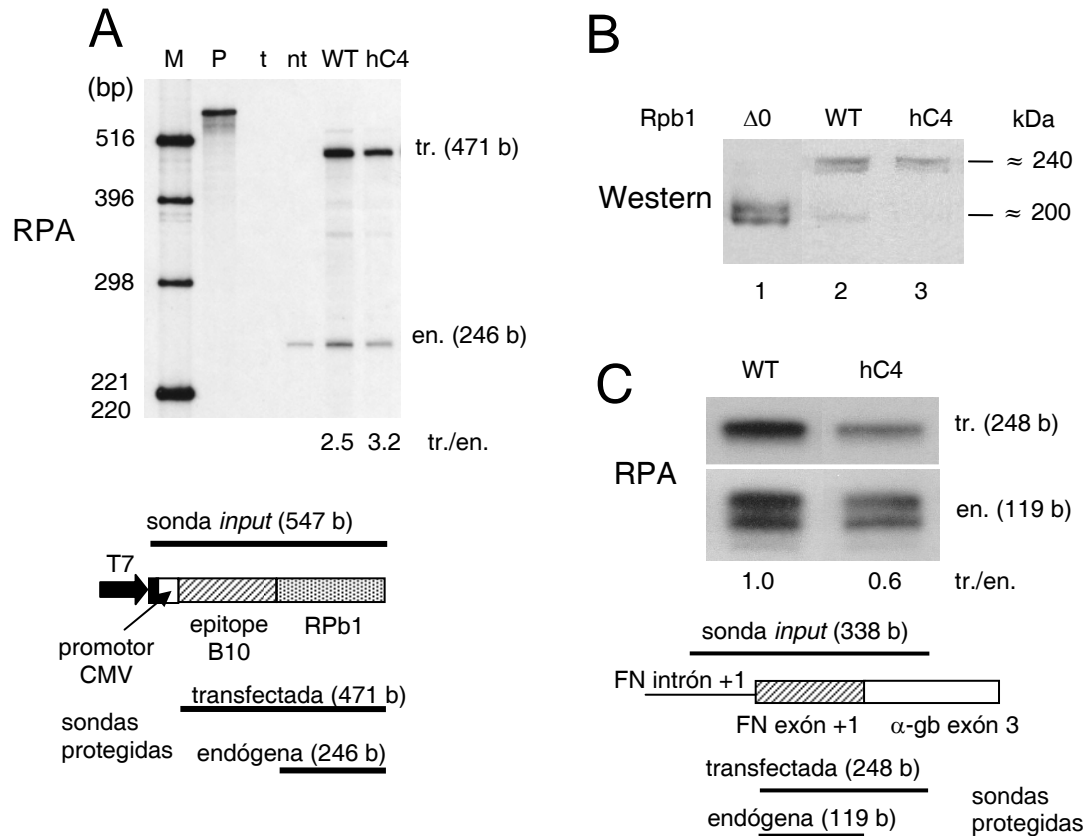 A
M P t nt WT hC4
(bp)
516
396
298
221
220
RPA
tr. (471 b)
en. (246 b)
2.5 3.2 tr./en.
sonda input (547 b)
T7
promotor
CMV
epitope
B10
RPb1
transfectada (471 b)
sondas
protegidas
endógena (246 b)
B
Rpb1 Δ0 WT hC4 kDa
Western
≈ 240
≈ 200
1 2 3
C
WT hC4
RPA
tr. (248 b)
en. (119 b)
1.0 0.6 tr./en.
sonda input (338 b)
FN intrón +1
FN exón +1 α-gb exón 3
transfectada (248 b)
endógena (119 b)
sondas
protegidas